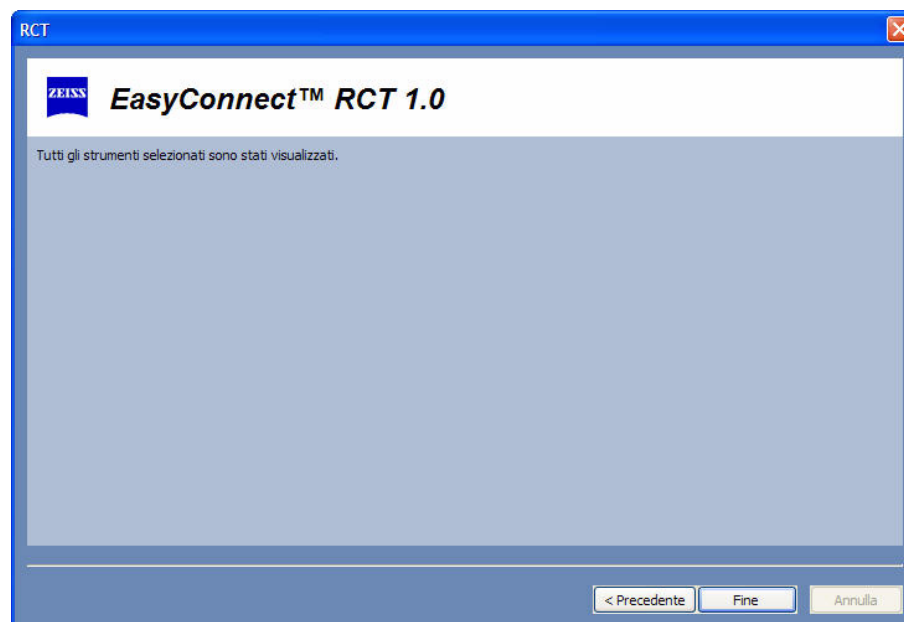 RCT
ZEISS
EasyConnect™ RCT 1.0
Tutti gli strumenti selezionati sono stati visualizzati.
< Precedente
Fine
Annulla